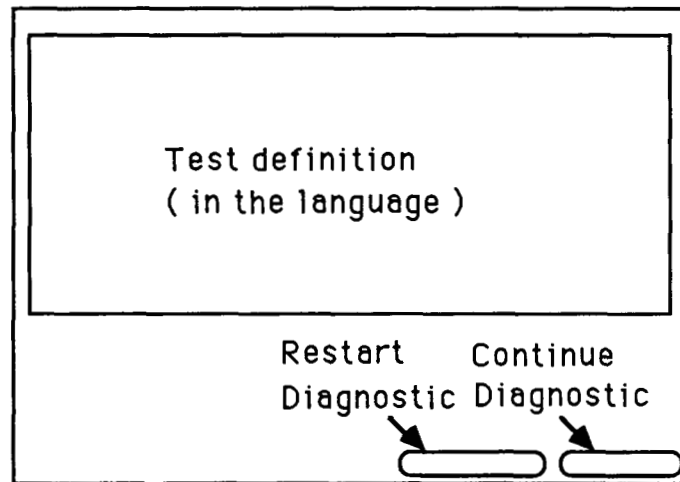 Test definition
( in the language )
Restart
Diagnostic
Continue
Diagnostic